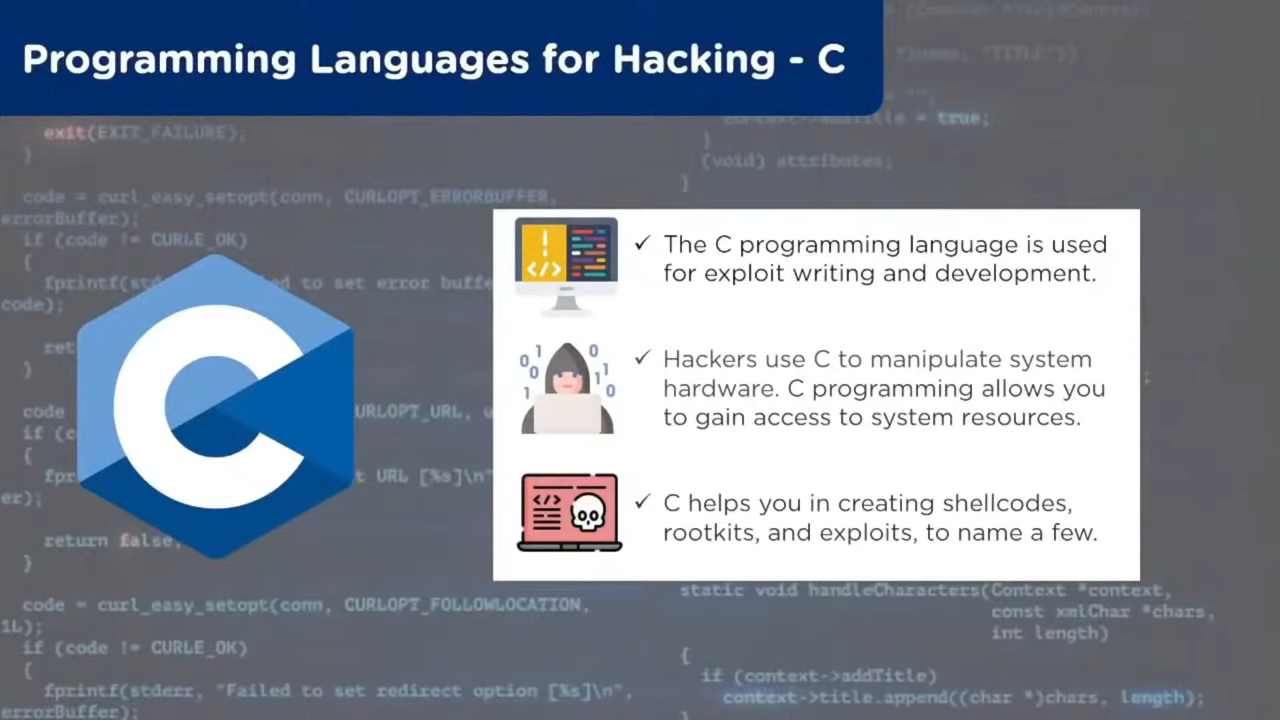 Programming Languages for Hacking - C
exit(EXIT_FAILURE);
}
code = curl_easy_setopt(conn, CURLOPT_ERRORBUFFER,
errorBuffer);
if (code != CURLE_OK)
{
code);
}
code
{
er);
return false;
}
code = curl_easy_setopt(conn, CURLOPT_FOLLOWLOCATION,
1L);
if (code != CURLE_OK)
{
fprintf(stderr, "Failed to set redirect option [%s]\n",
errorBuffer);
= true;
}
(void) attributes;
}
The C programming language is used
for exploit writing and development.
Hackers use C to manipulate system
hardware. C programming allows you
to gain access to system resources.
C helps you in creating shellcodes,
rootkits, and exploits, to name a few.
static void handleCharacters(Context *context,
const xmlChar *chars,
int length)
{
if (context->addTitle)
context->title.append((char *)chars, length);